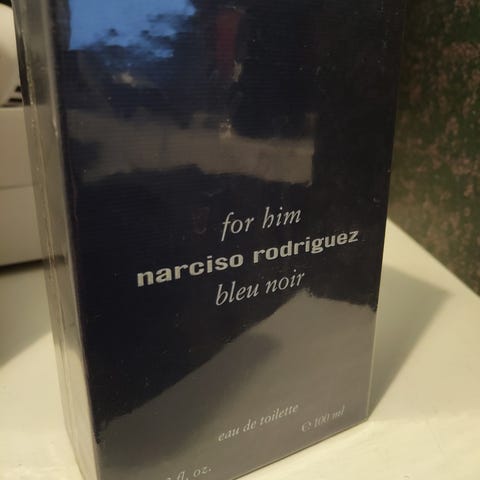 for him
narciso rodriguez
bleu noir
eau de toilette
℮ 100 ml
fl. oz.